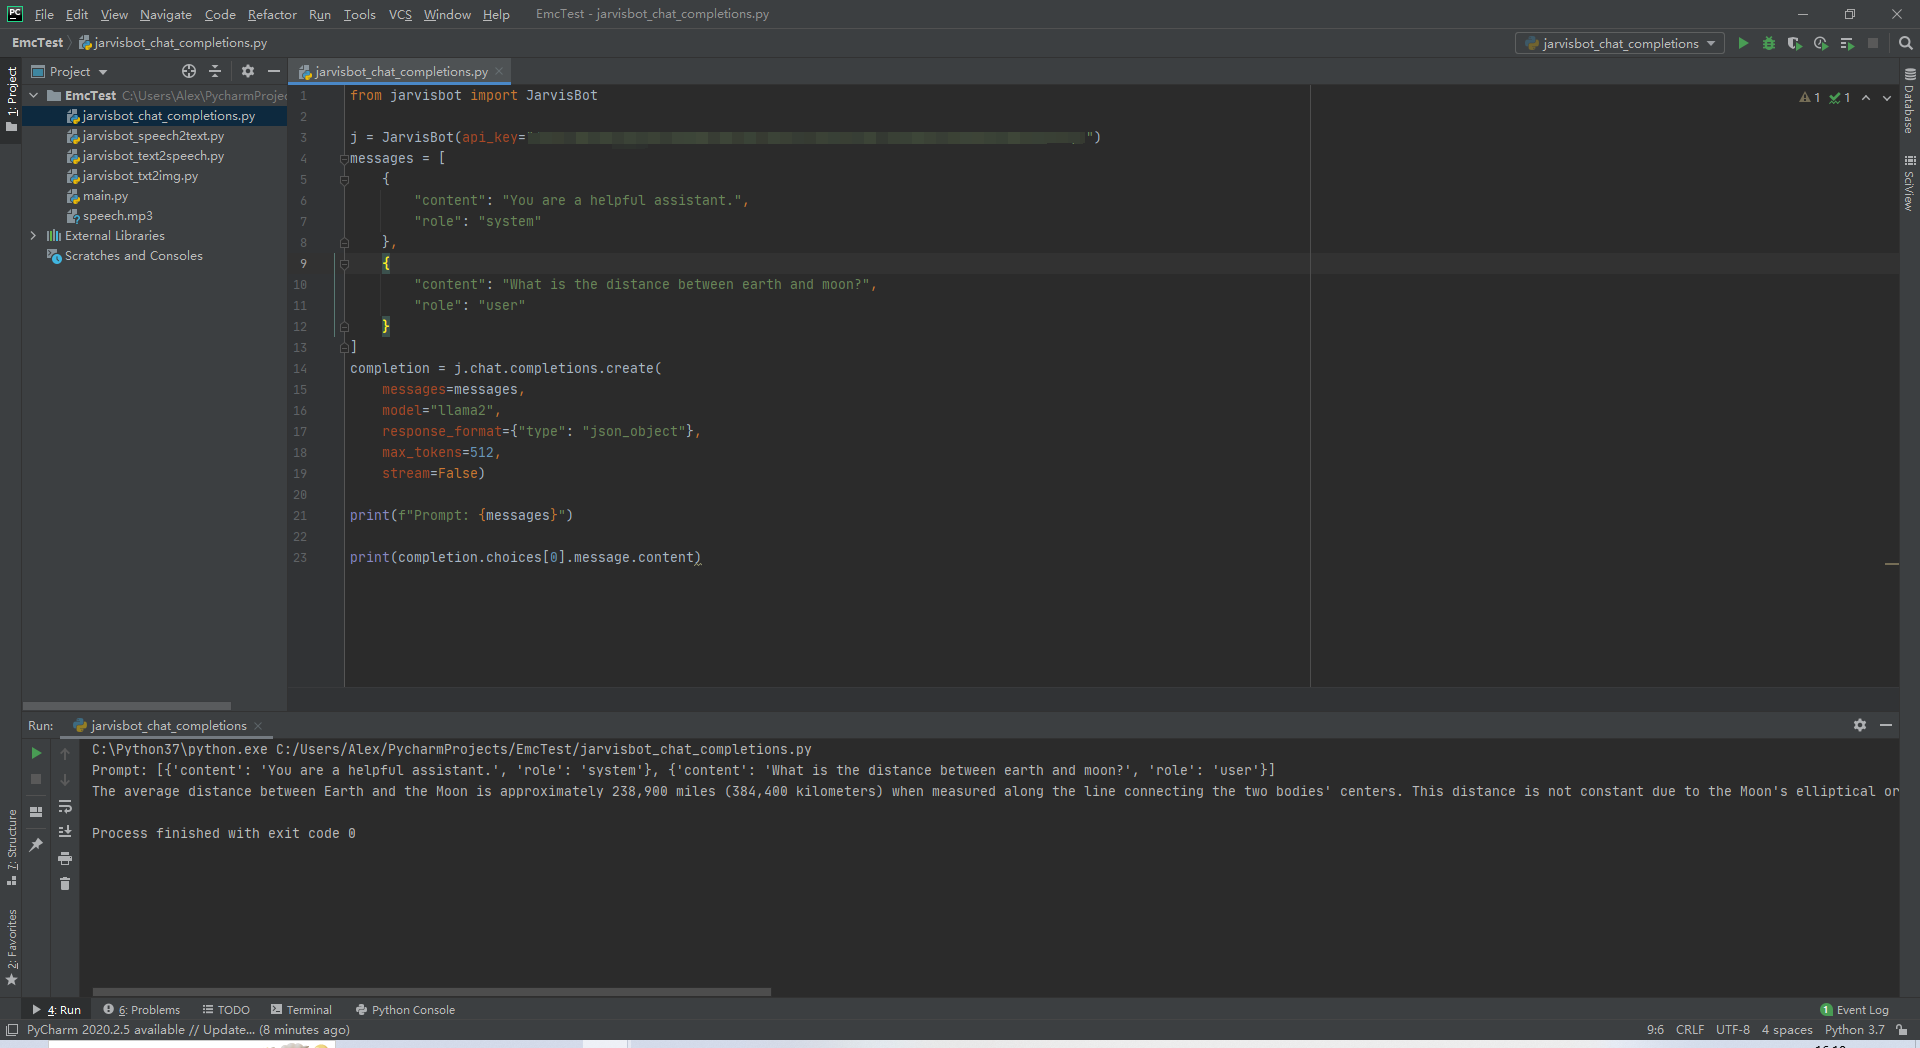 File Edit View Navigate Code Refactor Run Tools VCS Window Help EmcTest - jarvisbot_chat_completions.py
EmcTest jarvisbot_chat_completions.py
jarvisbot_chat_completions
1: Project
Project
jarvisbot_chat_completions.py
EmcTest C:\Users\Alex\PycharmProjec
jarvisbot_chat_completions.py
jarvisbot_speech2text.py
jarvisbot_text2speech.py
jarvisbot_txt2img.py
main.py
speech.mp3
External Libraries
Scratches and Consoles
1 from jarvisbot import JarvisBot
2
3 j = JarvisBot(api_key=" ")
4 messages = [
5 {
6 "content": "You are a helpful assistant.",
7 "role": "system"
8 },
9 {
10 "content": "What is the distance between earth and moon?",
11 "role": "user"
12 }
13 ]
14 completion = j.chat.completions.create(
15 messages=messages,
16 model="llama2",
17 response_format={"type": "json_object"},
18 max_tokens=512,
19 stream=False)
20
21 print(f"Prompt: {messages}")
22
23 print(completion.choices[0].message.content)
1 1
Database
SciView
Run: jarvisbot_chat_completions
C:\Python37\python.exe C:/Users/Alex/PycharmProjects/EmcTest/jarvisbot_chat_completions.py
Prompt: [{'content': 'You are a helpful assistant.', 'role': 'system'}, {'content': 'What is the distance between earth and moon?', 'role': 'user'}]
The average distance between Earth and the Moon is approximately 238,900 miles (384,400 kilometers) when measured along the line connecting the two bodies' centers. This distance is not constant due to the Moon's elliptical or
Process finished with exit code 0
7: Structure
2: Favorites
4: Run 6: Problems TODO Terminal Python Console 1 Event Log
PyCharm 2020.2.5 available // Update... (8 minutes ago) 9:6 CRLF UTF-8 4 spaces Python 3.7